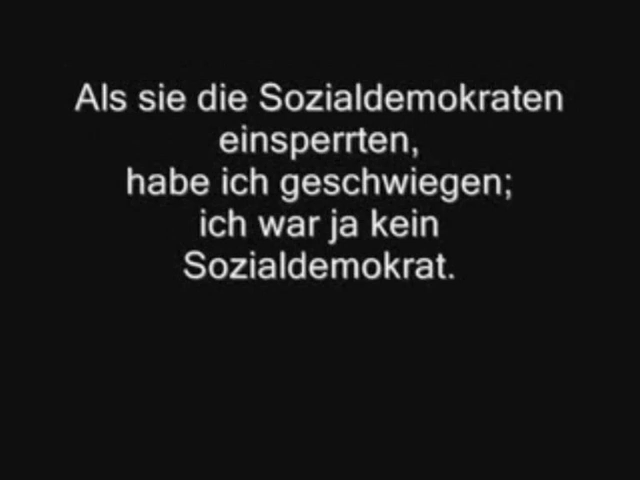 Als sie die Sozialdemokraten
einsperrten,
habe ich geschwiegen;
ich war ja kein
Sozialdemokrat.